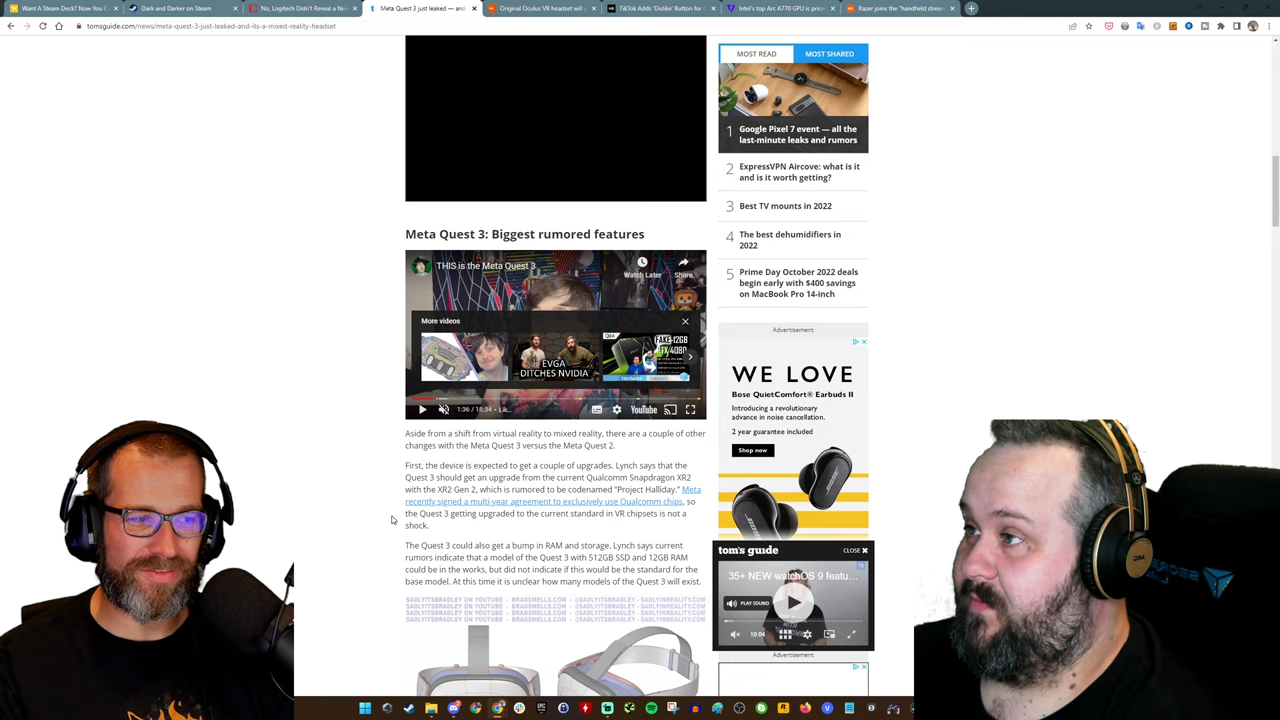 Want A Steam Deck? Now You C
Dark and Darker on Steam
No, Logitech Didn't Reveal a Ne
Meta Quest 3 just leaked — and
Original Oculus VR headset will
TikTok Adds 'Dislike' Button for C
Intel's top Arc A770 GPU is price
Razer joins the "handheld stream
tomsguide.com/news/meta-quest-3-just-leaked-and-its-a-mixed-reality-headset
Meta Quest 3: Biggest rumored features
THIS is the Meta Quest 3
Watch Later
Share
More videos
EVGA
DITCHES NVIDIA
Q&A
FAKE 12GB
RTX 4080
1:36 / 18:34 • Lik...
YouTube
Aside from a shift from virtual reality to mixed reality, there are a couple of other
changes with the Meta Quest 3 versus the Meta Quest 2.
First, the device is expected to get a couple of upgrades. Lynch says that the
Quest 3 should get an upgrade from the current Qualcomm Snapdragon XR2
with the XR2 Gen 2, which is rumored to be codenamed “Project Halliday.” Meta
recently signed a multi-year agreement to exclusively use Qualcomm chips, so
the Quest 3 getting upgraded to the current standard in VR chipsets is not a
shock.
The Quest 3 could also get a bump in RAM and storage. Lynch says current
rumors indicate that a model of the Quest 3 with 512GB SSD and 12GB RAM
could be in the works, but did not indicate if this would be the standard for the
base model. At this time it is unclear how many models of the Quest 3 will exist.
SADLYITSBRADLEY ON YOUTUBE - BRADSMELLS.COM - @SADLYITSBRADLEY - SADLYINREALITY.COM
SADLYITSBRADLEY ON YOUTUBE - BRADSMELLS.COM - @SADLYITSBRADLEY - SADLYINREALITY.COM
SADLYITSBRADLEY ON YOUTUBE - BRADSMELLS.COM - @SADLYITSBRADLEY - SADLYINREALITY.COM
SADLYITSBRADLEY ON YOUTUBE - BRADSMELLS.COM - @SADLYITSBRADLEY - SADLYINREALITY.COM
MOST READ
MOST SHARED
1 Google Pixel 7 event — all the
last-minute leaks and rumors
2 ExpressVPN Aircove: what is it
and is it worth getting?
3 Best TV mounts in 2022
4 The best dehumidifiers in
2022
5 Prime Day October 2022 deals
begin early with $400 savings
on MacBook Pro 14-inch
Advertisement
WE LOVE
Bose QuietComfort® Earbuds II
Introducing a revolutionary
advance in noise cancellation.
2 year guarantee included
Shop now
tom's guide
CLOSE ✖
35+ NEW watchOS 9 featu...
PLAY SOUND
10:04
Advertisement